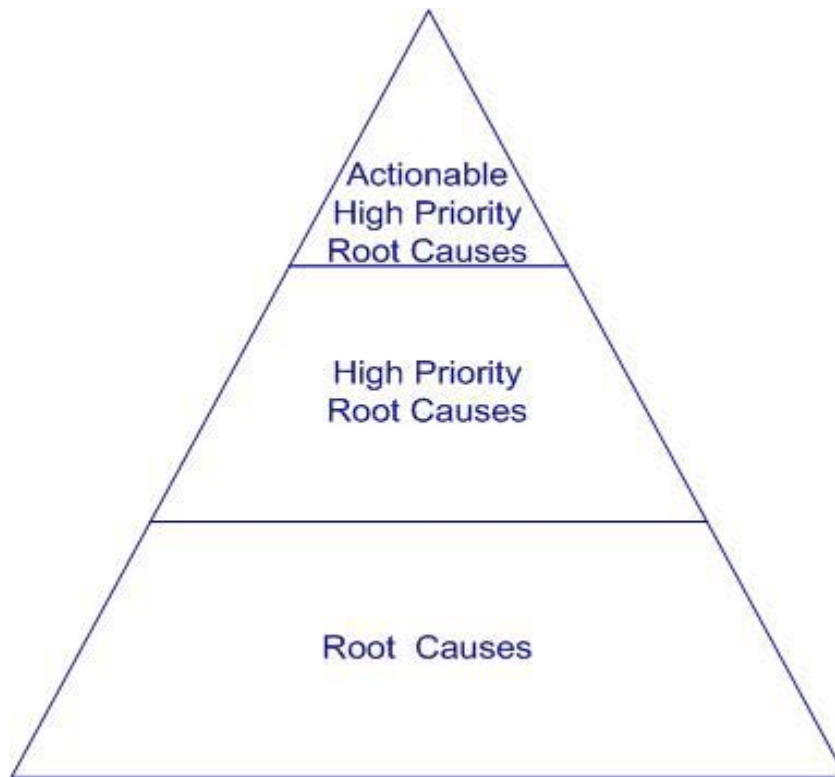 Actionable
High Priority
Root Causes
High Priority
Root Causes
Root Causes